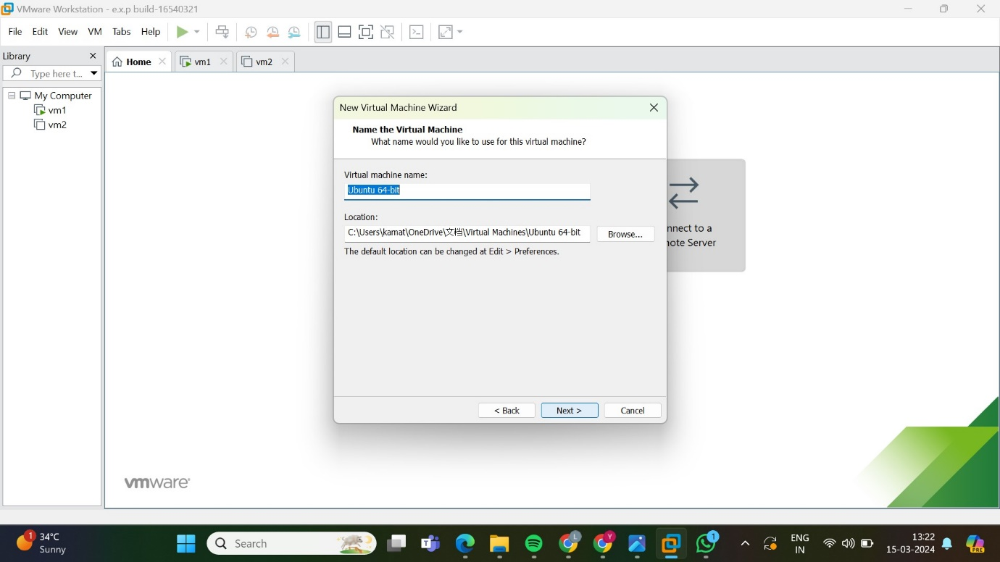 VMware Workstation - e.x.p build-16540321
File Edit View VM Tabs Help
Library
Type here t...
Home
vm1
vm2
My Computer
vm1
vm2
New Virtual Machine Wizard
Name the Virtual Machine
What name would you like to use for this virtual machine?
Virtual machine name:
Ubuntu 64-bit
Location:
C:\Users\kamat\OneDrive\文档\Virtual Machines\Ubuntu 64-bit
Browse...
The default location can be changed at Edit > Preferences.
nnect to a
note Server
< Back
Next >
Cancel
vmware
1
34°C
Sunny
Search
T
L
Y
1
ENG
IN
13:22
15-03-2024
PRE